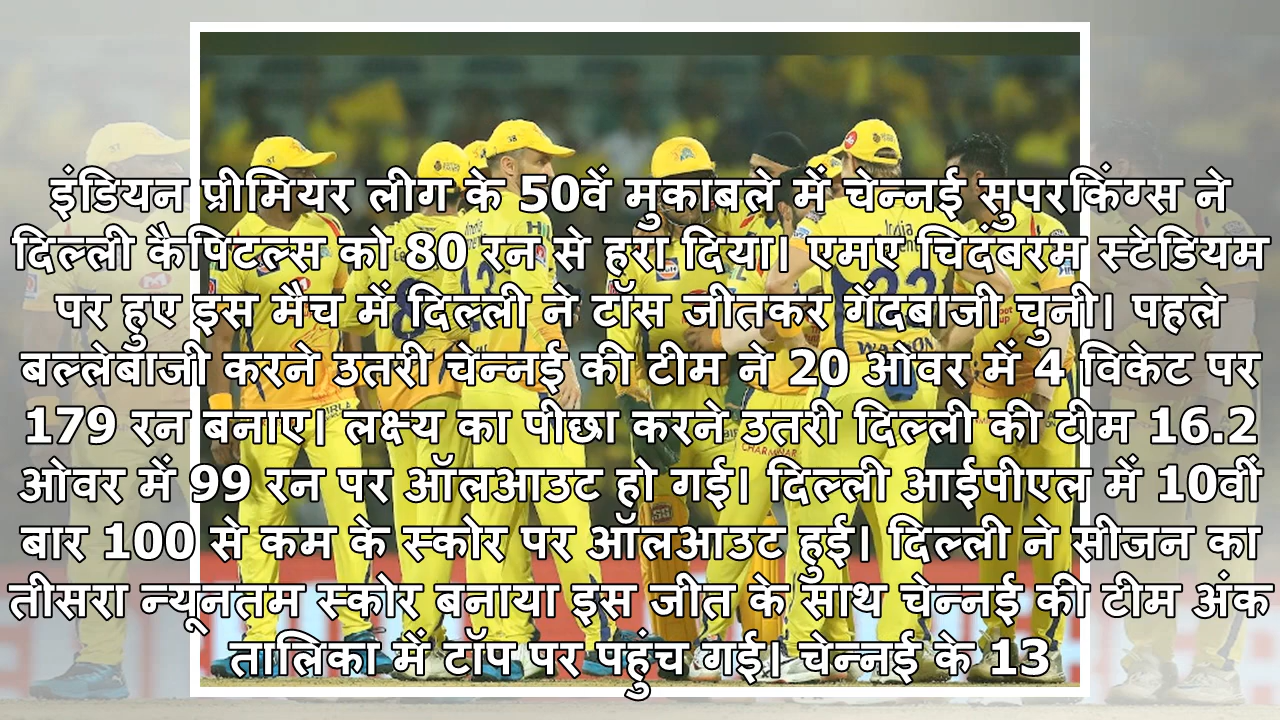 इंडियन प्रीमियर लीग के 50वें मुकाबले में चेन्नई सुपरकिंग्स ने
दिल्ली कैपिटल्स को 80 रन से हरा दिया। एमए चिदंबरम स्टेडियम
पर हुए इस मैच में दिल्ली ने टॉस जीतकर गेंदबाजी चुनी। पहले
बल्लेबाजी करने उतरी चेन्नई की टीम ने 20 ओवर में 4 विकेट पर
179 रन बनाए। लक्ष्य का पीछा करने उतरी दिल्ली की टीम 16.2
ओवर में 99 रन पर ऑलआउट हो गई। दिल्ली आईपीएल में 10वीं
बार 100 से कम के स्कोर पर ऑलआउट हुई। दिल्ली ने सीजन का
तीसरा न्यूनतम स्कोर बनाया इस जीत के साथ चेन्नई की टीम अंक
तालिका में टॉप पर पहुंच गई। चेन्नई के 13